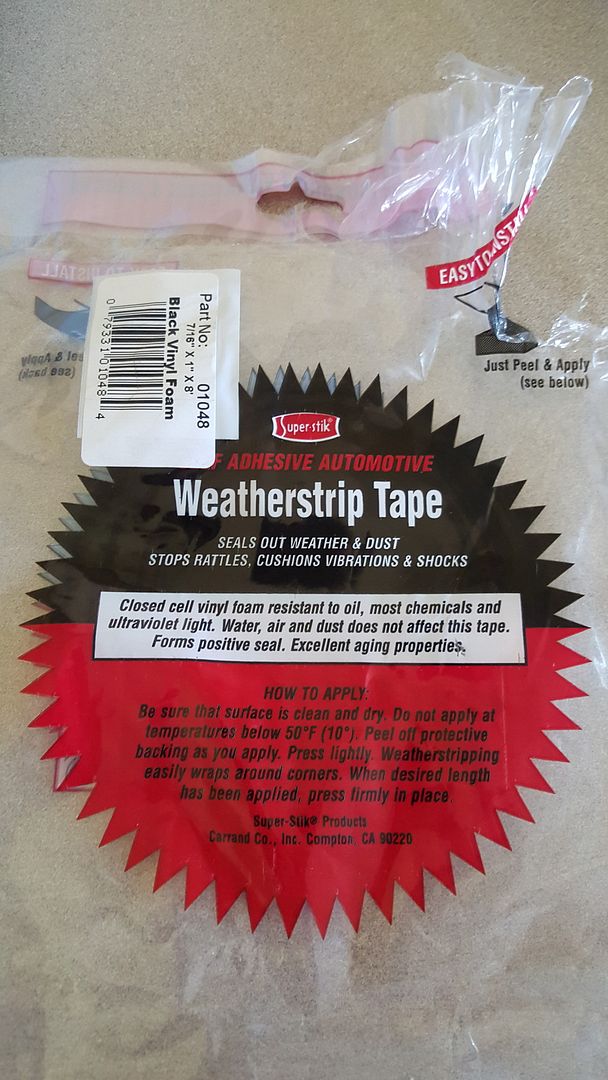 EASY TO INSTALL
Just Peel & Apply
(see below)
Part No: 01048
7/16" X 1" X 8'
Black Vinyl Foam
0 79331 01048 4
Super-stik®
F ADHESIVE AUTOMOTIVE
Weatherstrip Tape
SEALS OUT WEATHER & DUST
STOPS RATTLES, CUSHIONS VIBRATIONS & SHOCKS
Closed cell vinyl foam resistant to oil, most chemicals and
ultraviolet light. Water, air and dust does not affect this tape.
Forms positive seal. Excellent aging properties.
HOW TO APPLY:
Be sure that surface is clean and dry. Do not apply at
temperatures below 50°F (10°). Peel off protective
backing as you apply. Press lightly. Weatherstripping
easily wraps around corners. When desired length
has been applied, press firmly in place.
Super-Stik® Products
Carrand Co., Inc. Compton, CA 90220